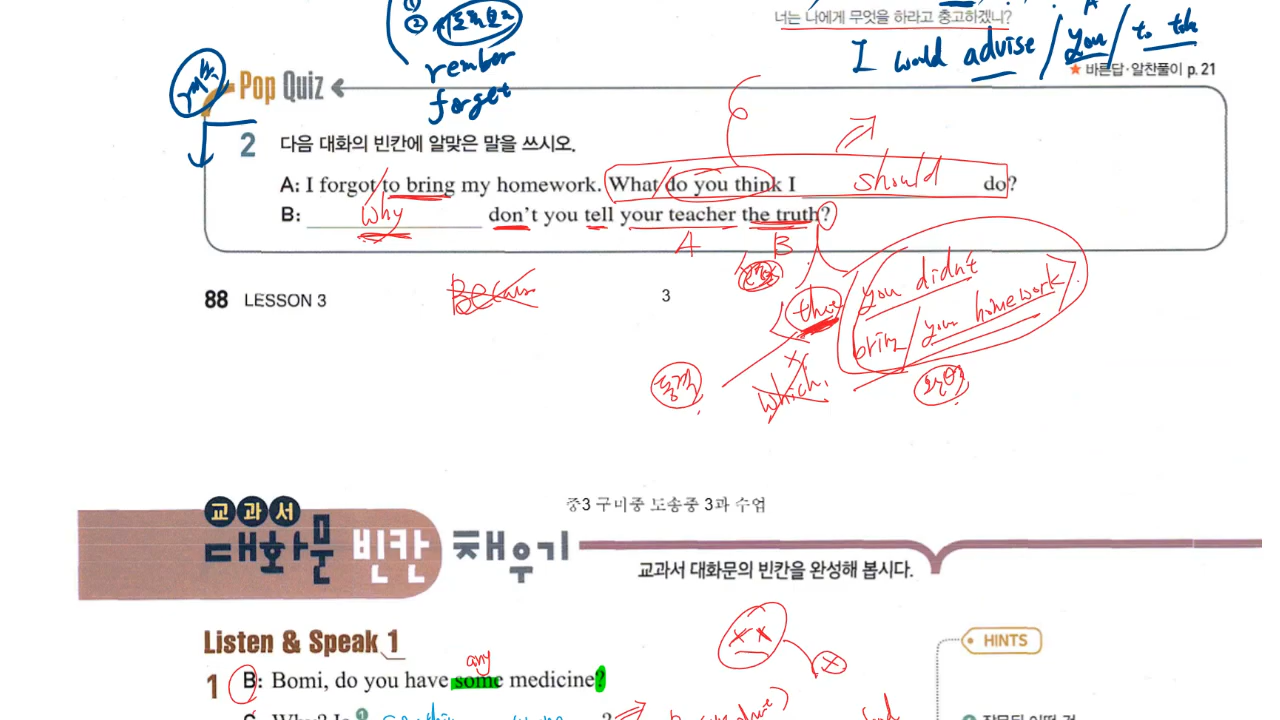 ①
②
rember
forget
너는 나에게 무엇을 하라고 충고하겠니?
I would advise / you / to
★ 바른답·알찬풀이 p. 21
Pop Quiz
2 다음 대화의 빈칸에 알맞은 말을 쓰시오.
A: I forgot to bring my homework. What do you think I should do?
B: why don't you tell your teacher the truth?
A B
88 LESSON 3
3
you didn't
bring / your homework
동격
which.
중3 구미중 도송중 3과 수업
교과서
대화문 빈칸 채우기
교과서 대화문의 빈칸을 완성해 봅시다.
Listen & Speak 1
HINTS
any
1 B: Bomi, do you have some medicine?